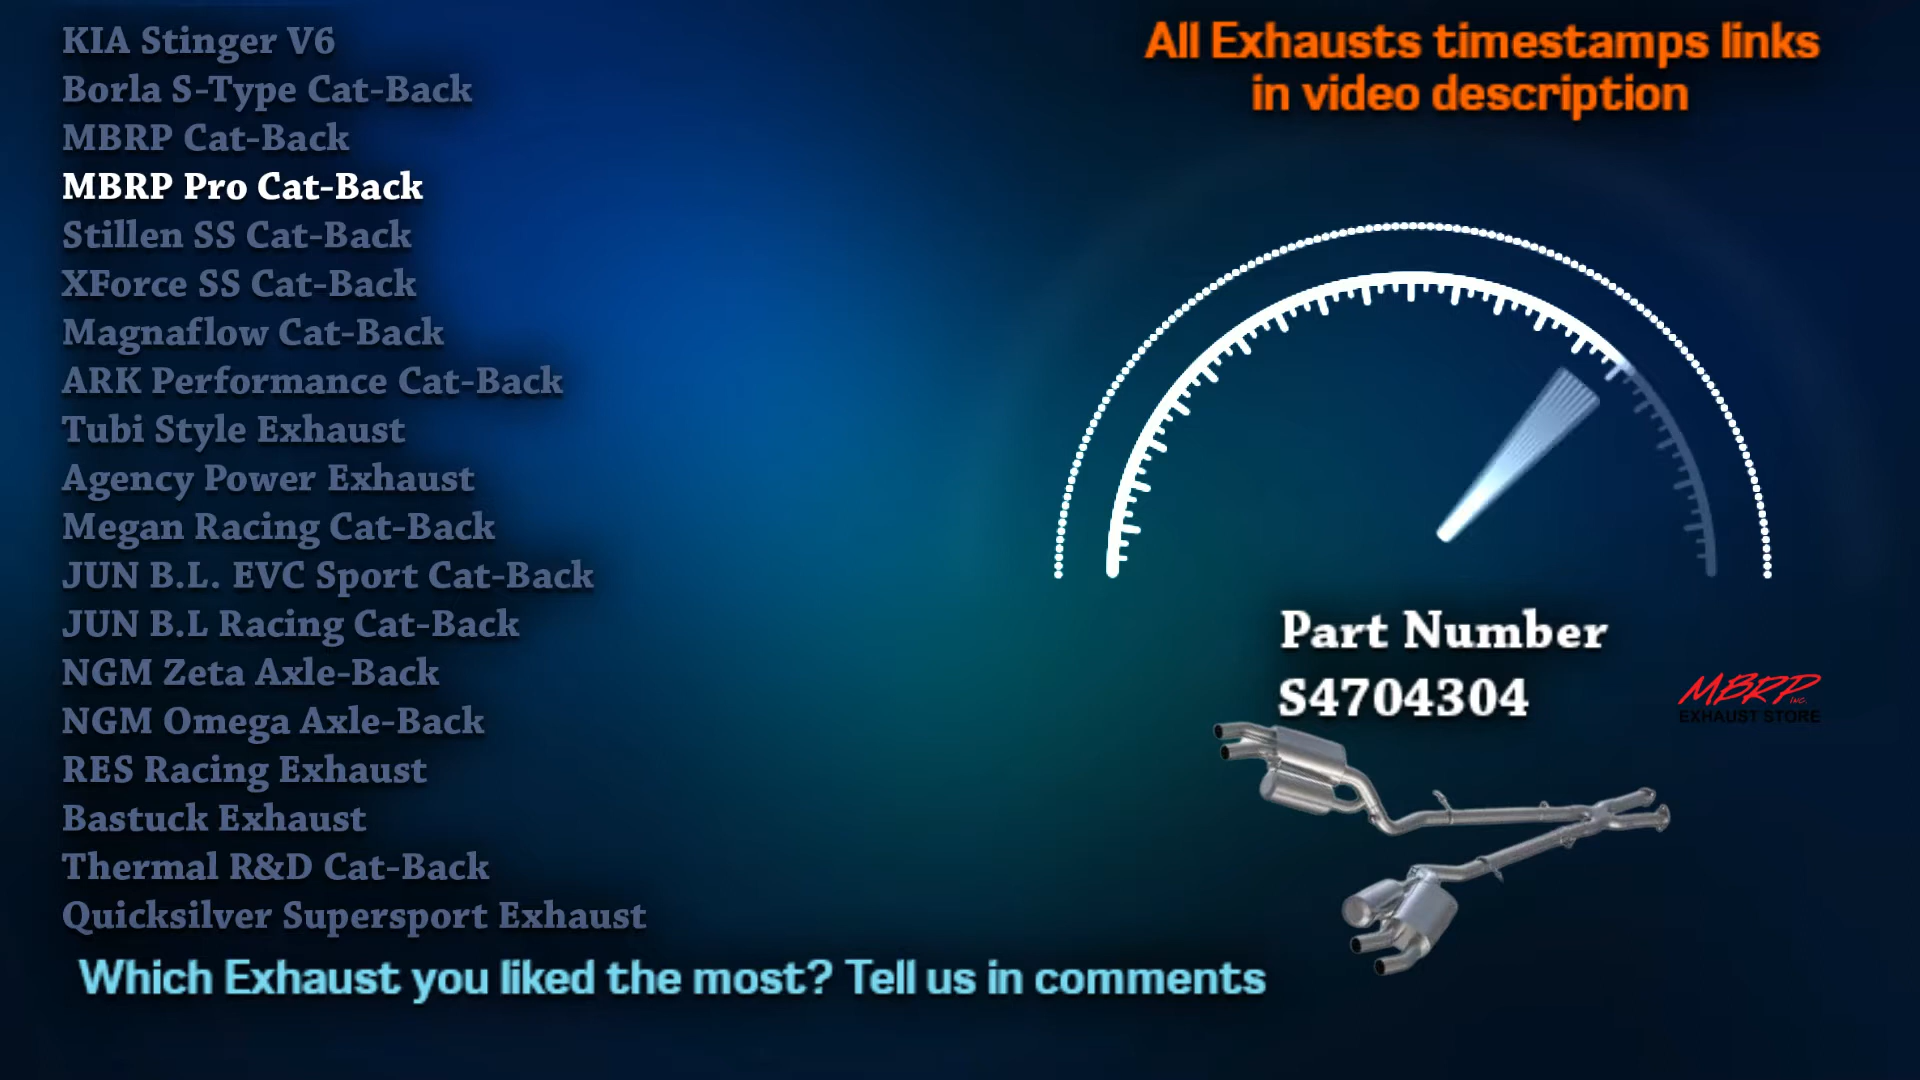 KIA Stinger V6
Borla S-Type Cat-Back
MBRP Cat-Back
MBRP Pro Cat-Back
Stillen SS Cat-Back
XForce SS Cat-Back
Magnaflow Cat-Back
ARK Performance Cat-Back
Tubi Style Exhaust
Agency Power Exhaust
Megan Racing Cat-Back
JUN B.L. EVC Sport Cat-Back
JUN B.L Racing Cat-Back
NGM Zeta Axle-Back
NGM Omega Axle-Back
RES Racing Exhaust
Bastuck Exhaust
Thermal R&D Cat-Back
Quicksilver Supersport Exhaust
Which Exhaust you liked the most? Tell us in comments
All Exhausts timestamps links
in video description
Part Number
S4704304
MBRP INC.
EXHAUST STORE